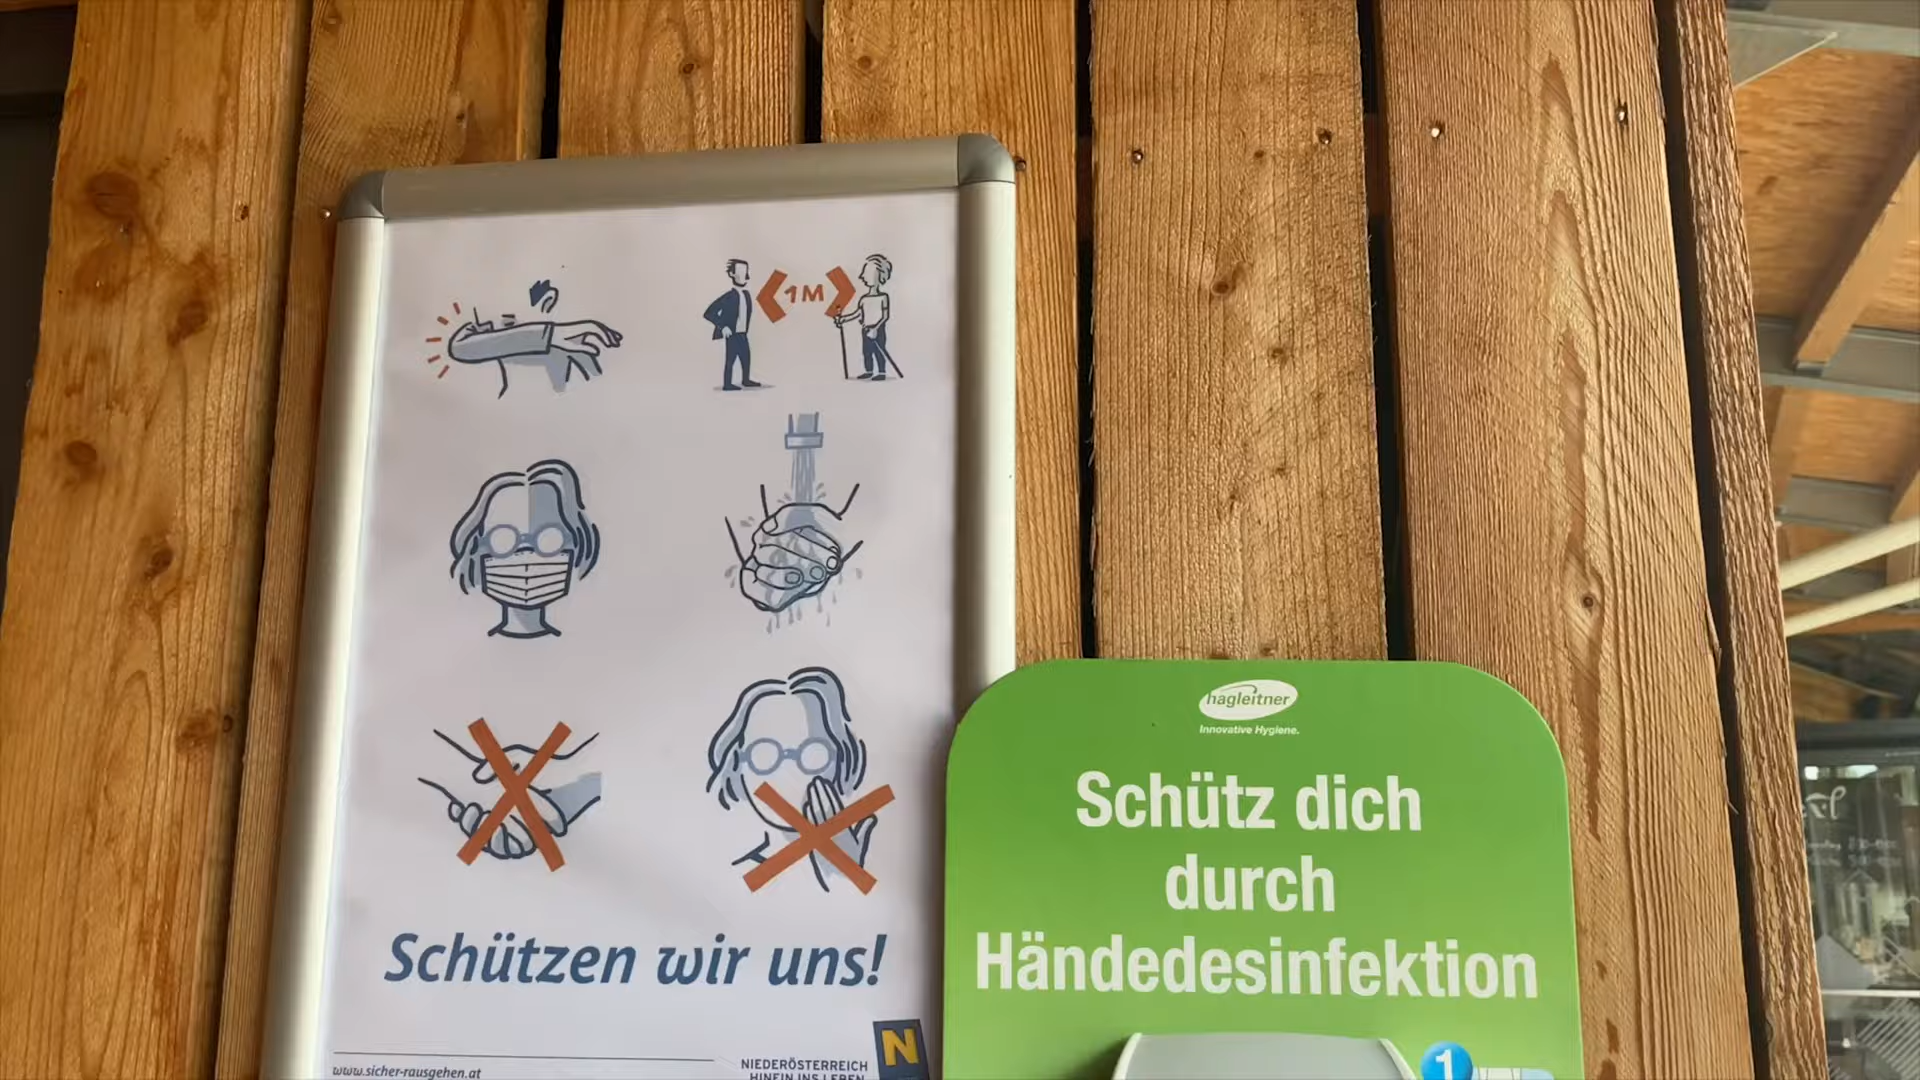 1M
Schützen wir uns!
www.sicher-rausgehen.at
NIEDERÖSTERREICH
HINEIN INS LEBEN
N
hagleitner
Innovative Hygiene.
Schütz dich
durch
Händedesinfektion
1